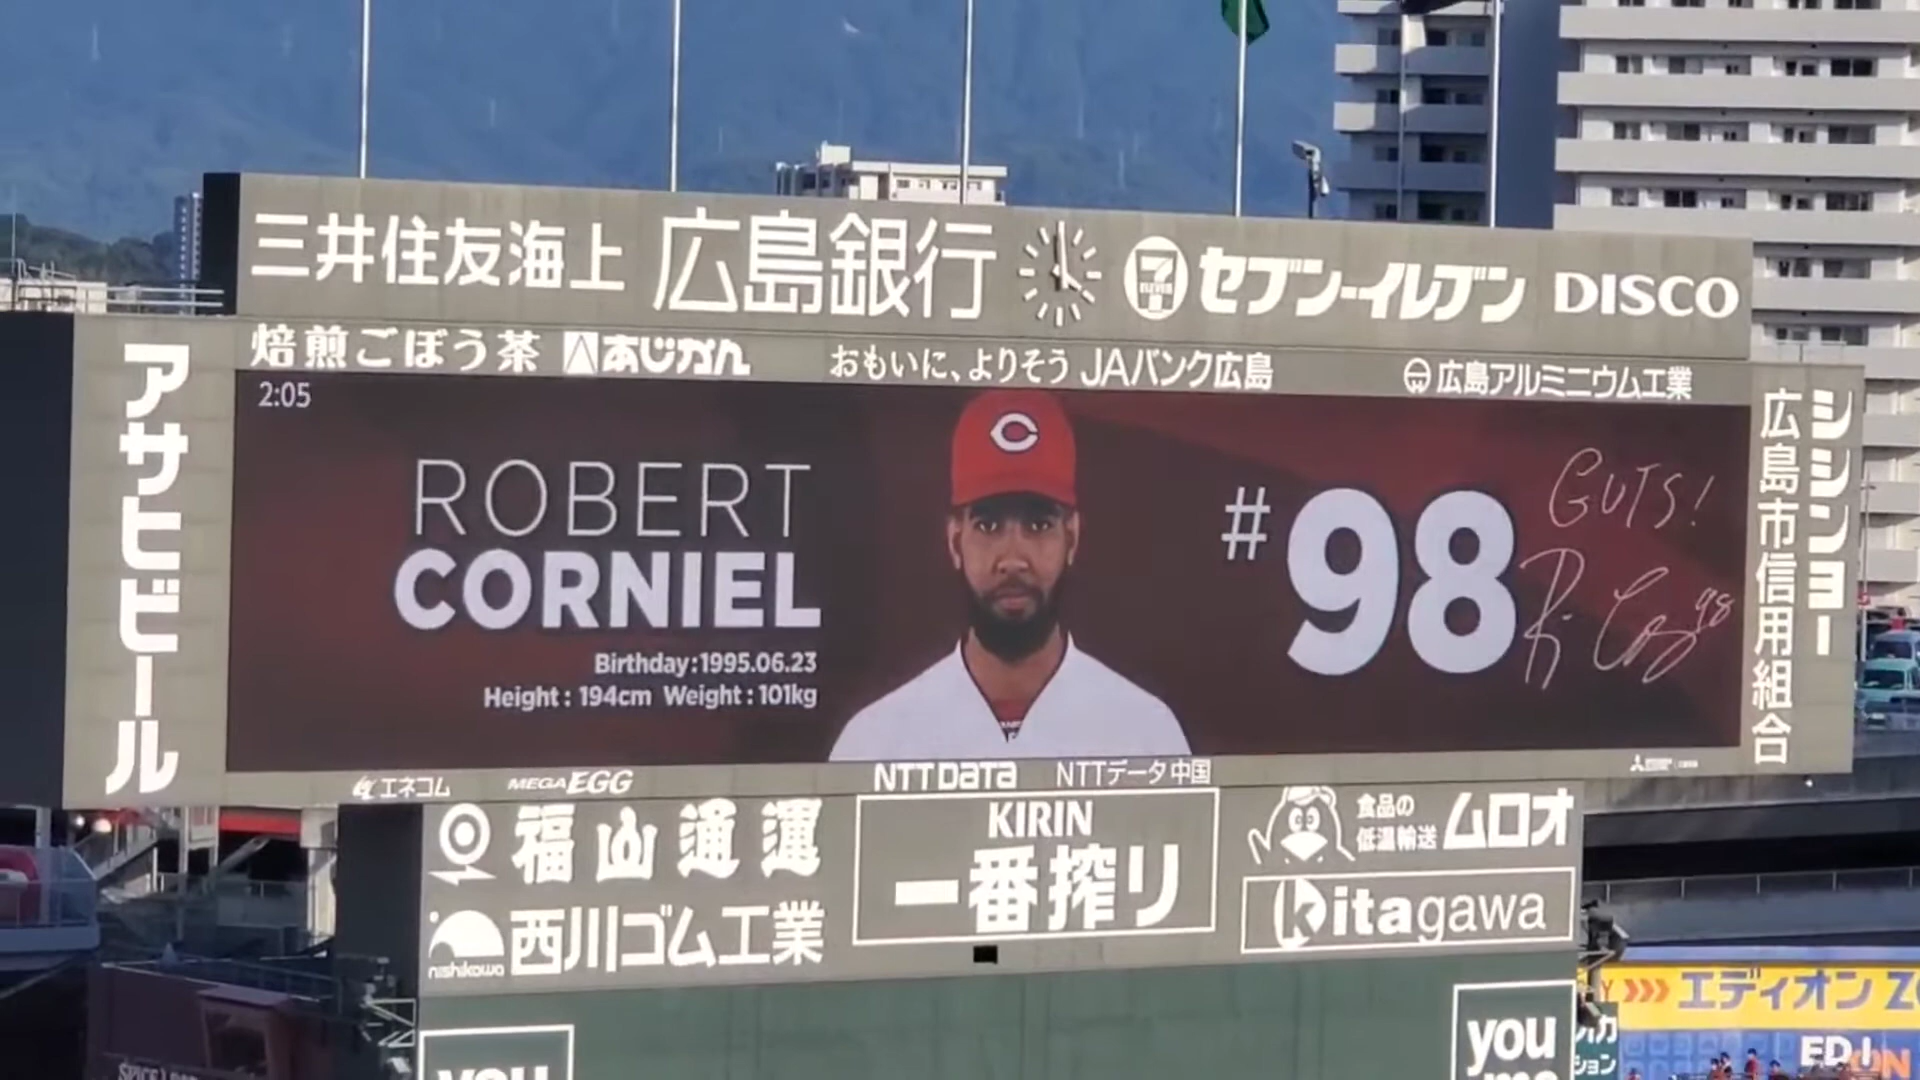 三井住友海上 広島銀行 7 ELEVEN セブン-イレブン DISCO
焙煎ごぼう茶 あじかん おもいに、よりそう JAバンク広島 広島アルミニウム工業
アサヒビール
2:05
ROBERT
CORNIEL
Birthday:1995.06.23
Height: 194cm Weight: 101kg
C
#98
GUTS!
98
広島市信用組合
シシンヨー
エネコム MEGA EGG NTT DATA NTTデータ中国
福山通運
nishikawa 西川ゴム工業
KIRIN
一番搾り
食品の
低温輸送 ムロオ
kitagawa
you
you
me
エディオン
EDION